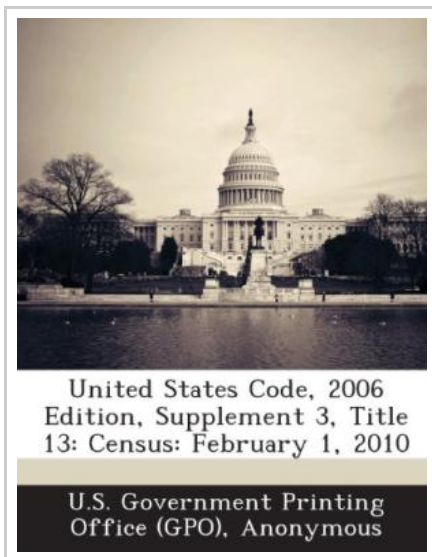 United States Code, 2006
Edition, Supplement 3, Title
13: Census: February 1, 2010
U.S. Government Printing
Office (GPO), Anonymous